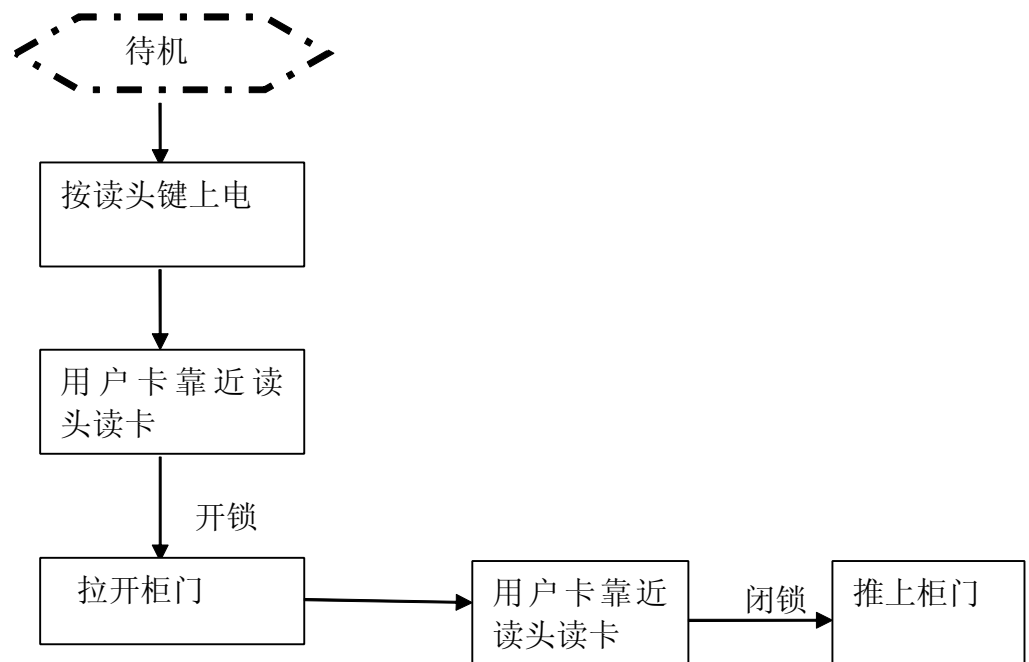 待机
按读头键上电
用户卡靠近读
头读卡
开锁
拉开柜门
用户卡靠近
读头读卡
闭锁
推上柜门